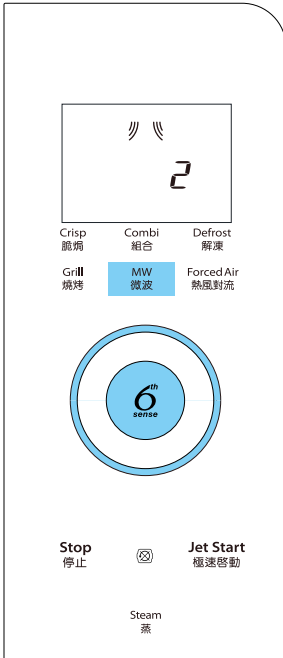 2
Crisp Combi Defrost
脆焗 組合 解凍
Grill MW Forced Air
燒烤 微波 熱風對流
6th
sense
Stop Jet Start
停止 極速啓動
Steam
蒸